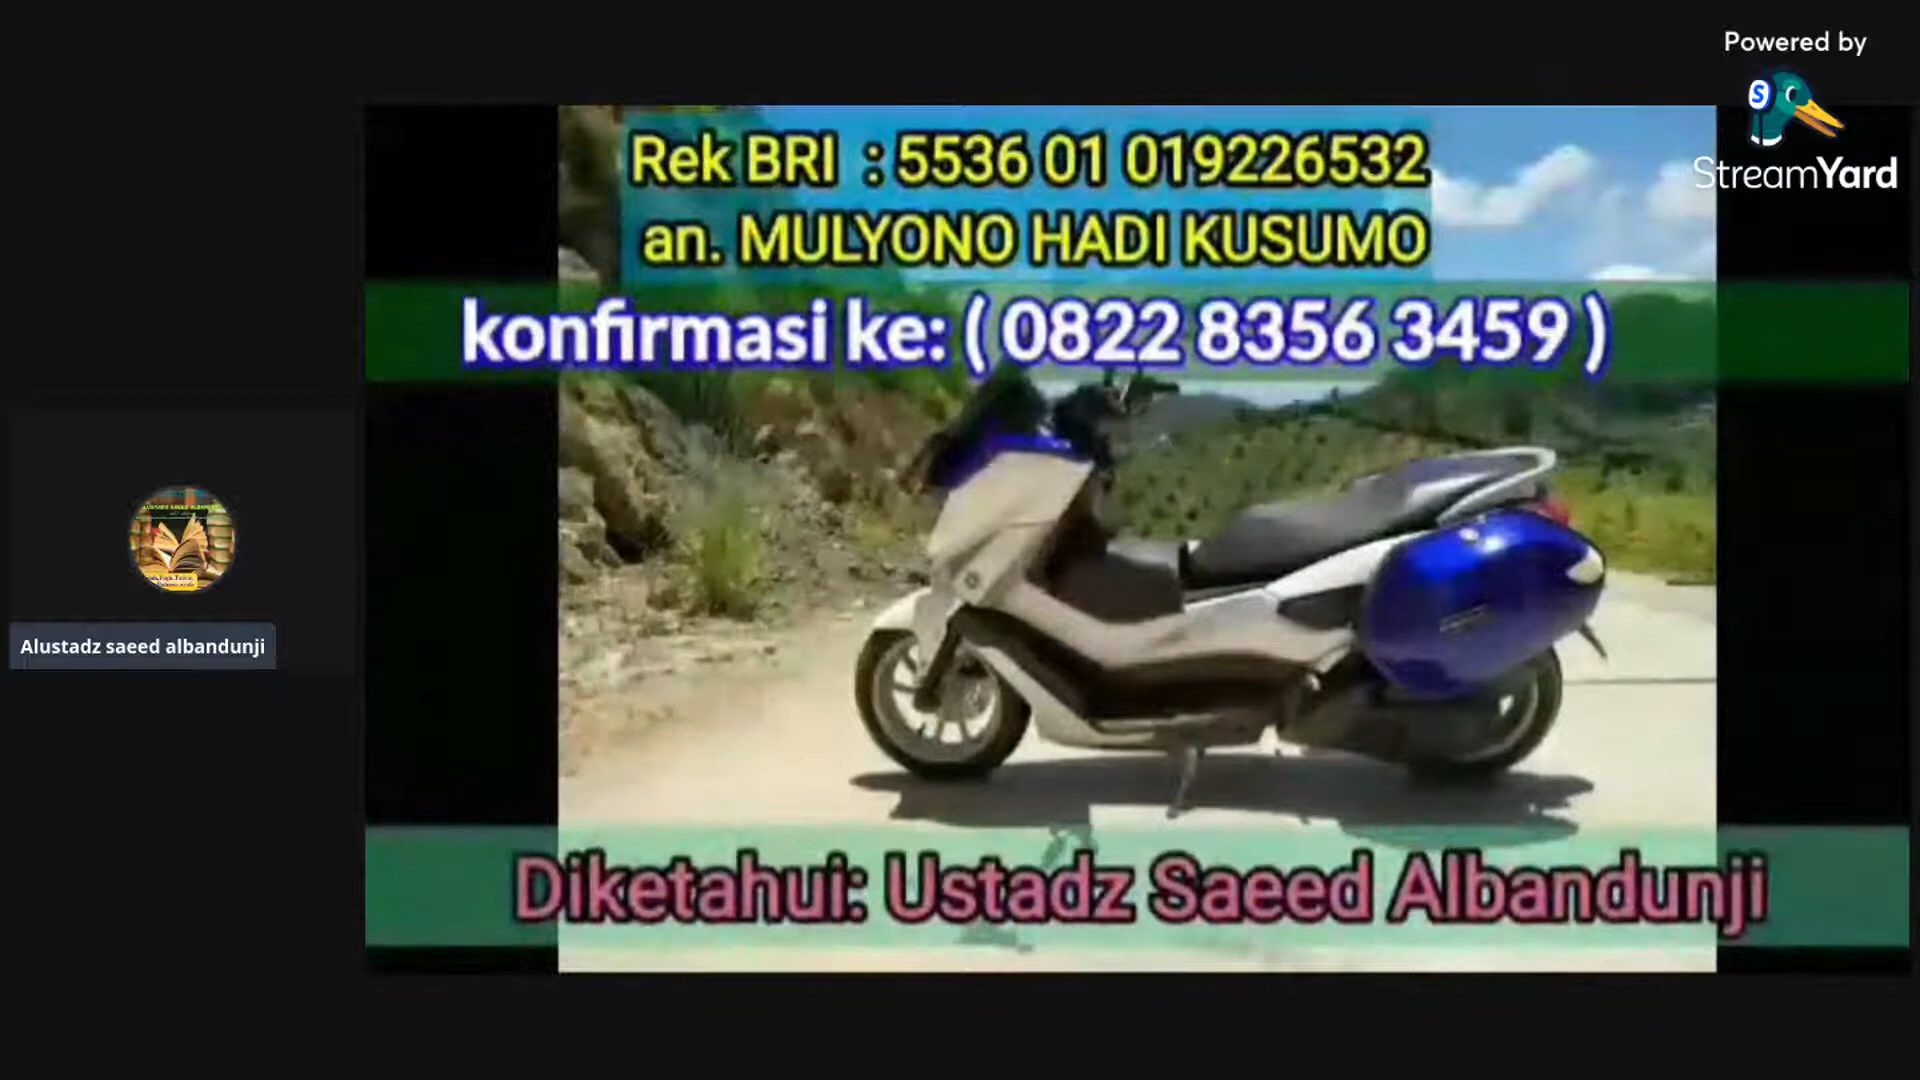 Powered by
StreamYard
Rek BRI : 5536 01 019226532
an. MULYONO HADI KUSUMO
konfirmasi ke: ( 0822 8356 3459 )
Alustadz saeed albandunji
Diketahui: Ustadz Saeed Albandunji